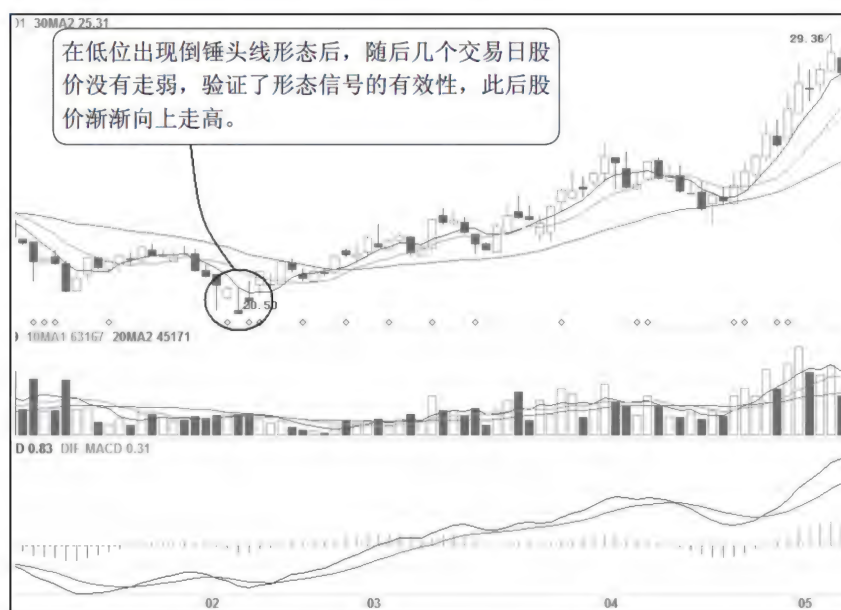 30MA2 25.31
29.36
在低位出现倒锤头线形态后，随后几个交易日股
价没有走弱，验证了形态信号的有效性，此后股
价渐渐向上走高。
20.50
10MA1 63167 20MA2 45171
D 0.83 DIF MACD 0.31
02 03 04 05